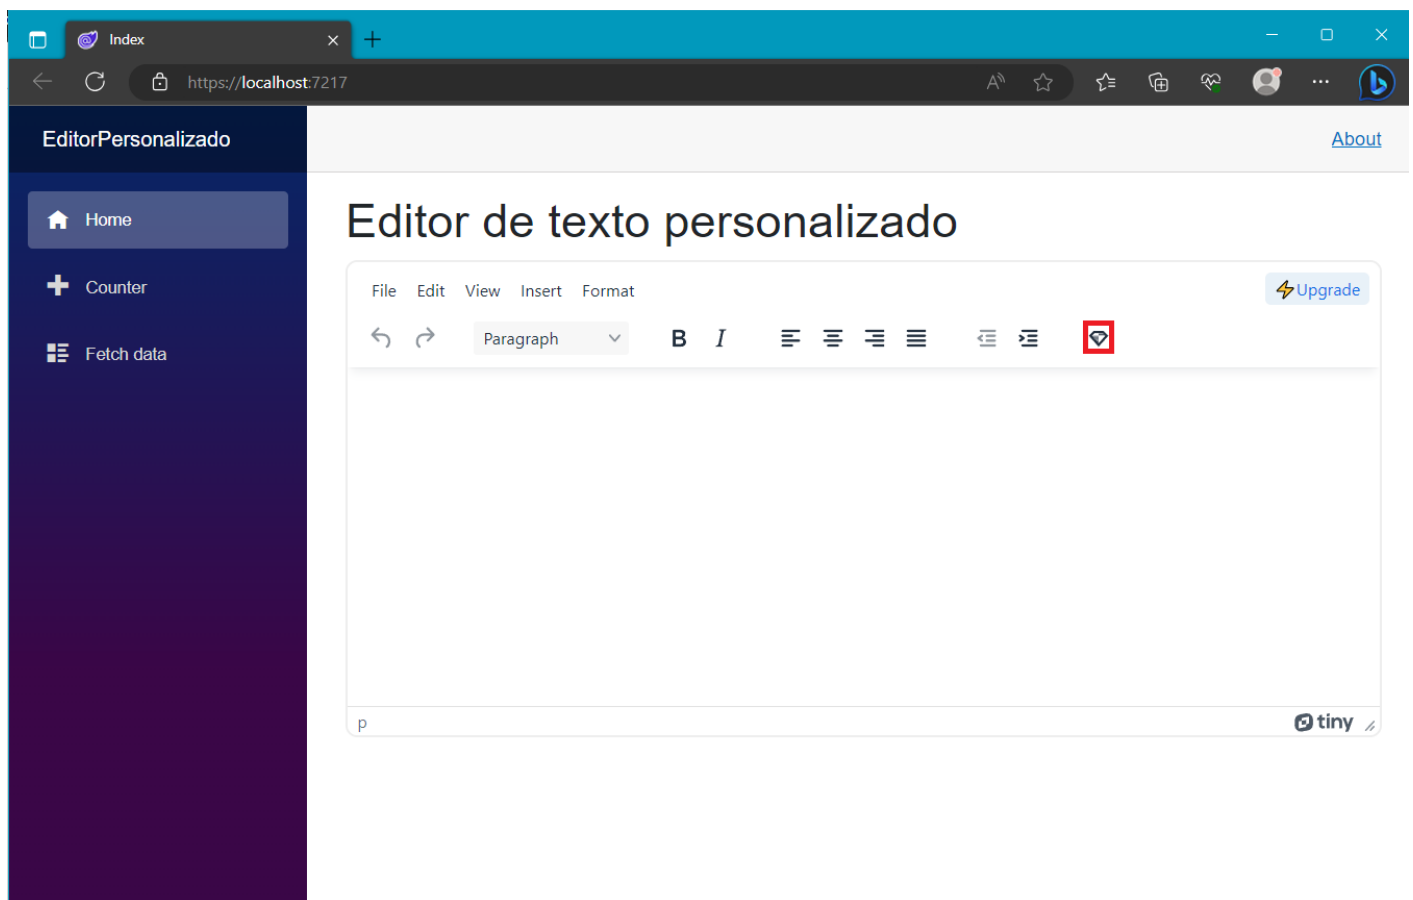 Index
https://localhost:7217
EditorPersonalizado
About
Home
Counter
Fetch data
Editor de texto personalizado
File Edit View Insert Format
Upgrade
Paragraph
B I
p
tiny